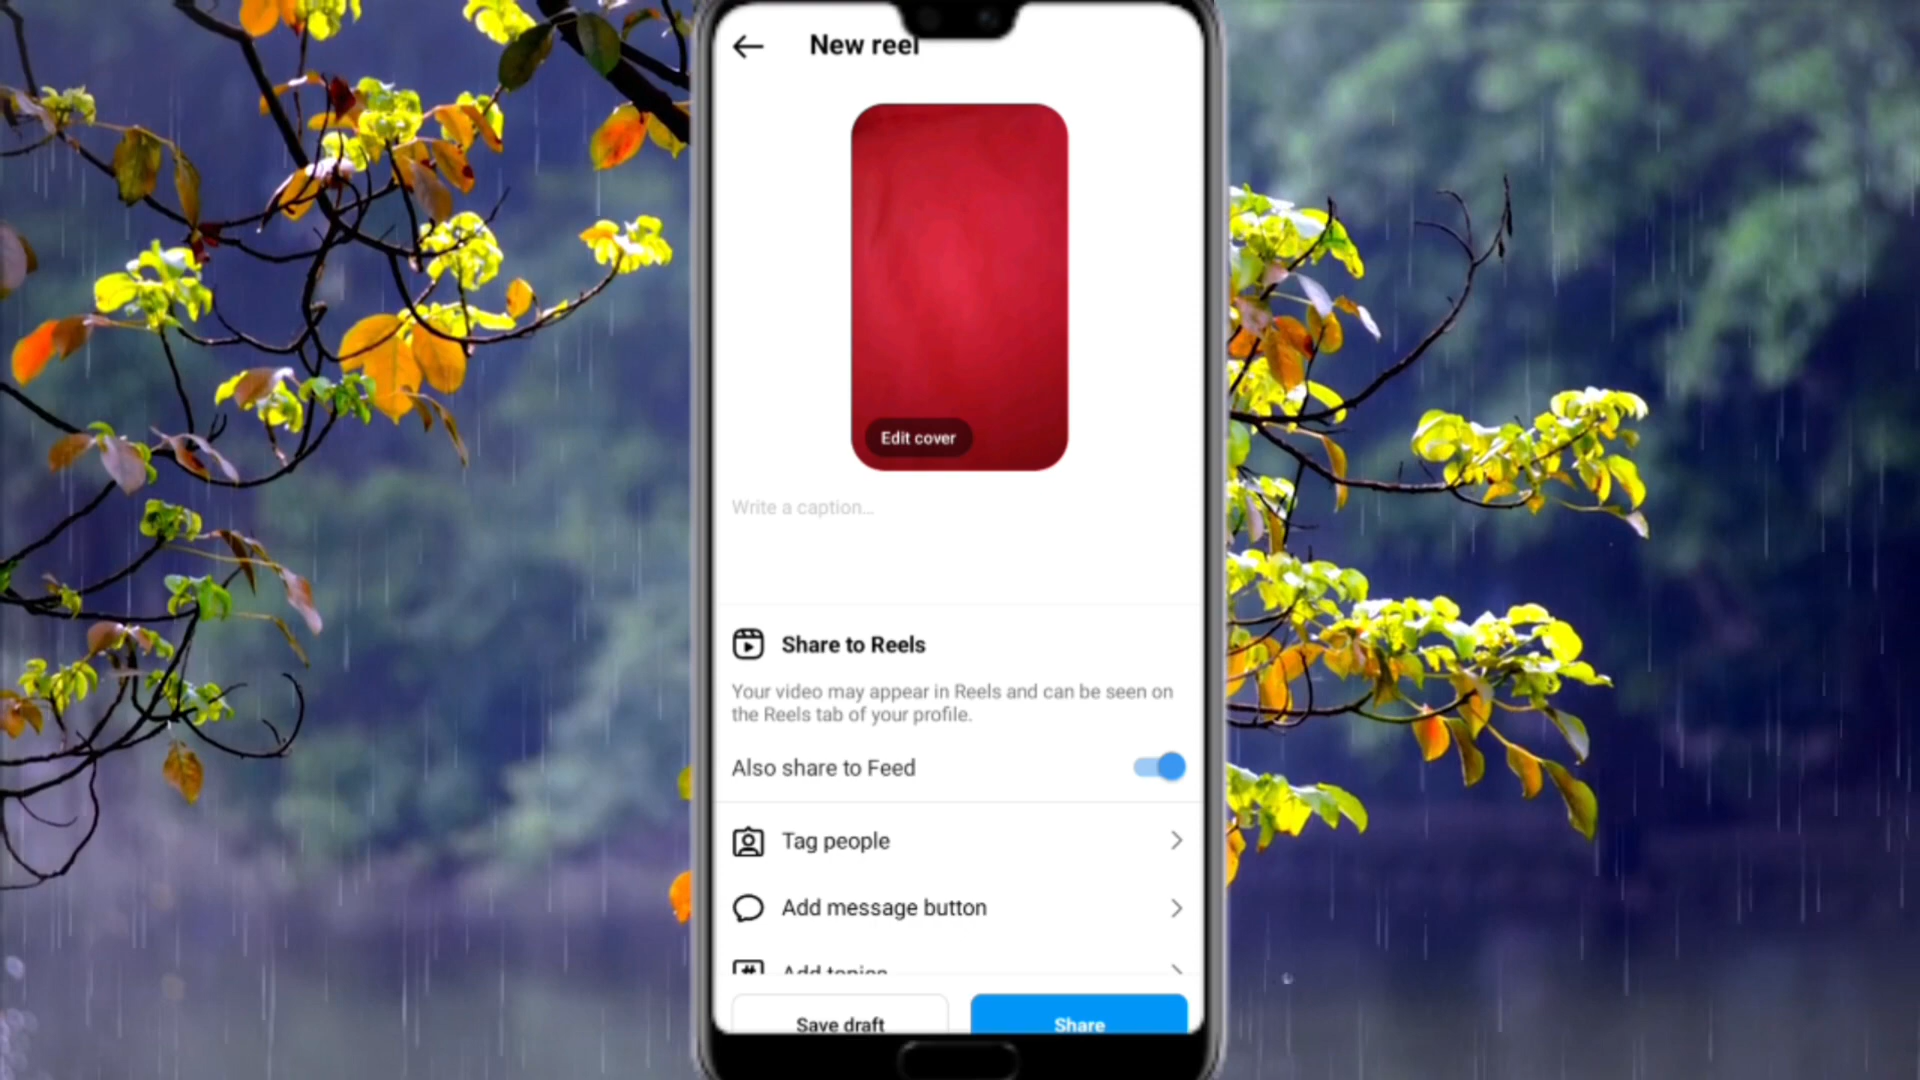 New reel
Edit cover
Write a caption...
Share to Reels
Your video may appear in Reels and can be seen on
the Reels tab of your profile.
Also share to Feed
Tag people
Add message button
Add topics
Save draft
Share